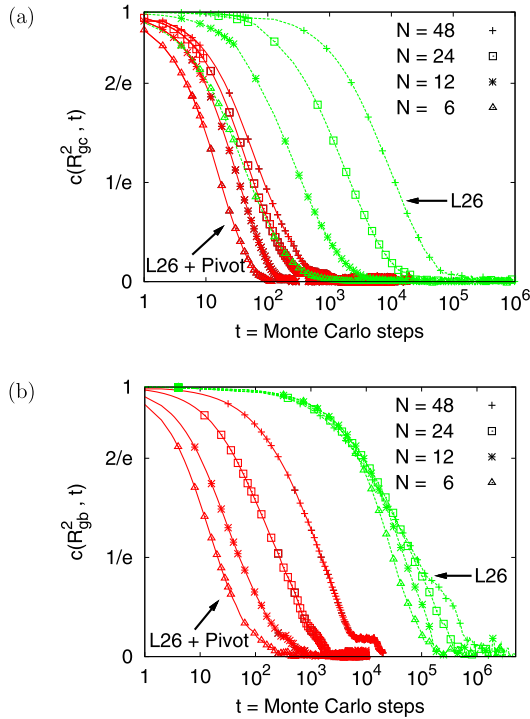 (a)
c(R²gc , t)
1
2/e
1/e
0
N = 48
N = 24
N = 12
N = 6
L26
L26 + Pivot
1 10 10² 10³ 10⁴ 10⁵ 10⁶
t = Monte Carlo steps
(b)
c(R²gb , t)
1
2/e
1/e
0
N = 48
N = 24
N = 12
N = 6
L26
L26 + Pivot
1 10 10² 10³ 10⁴ 10⁵ 10⁶
t = Monte Carlo steps